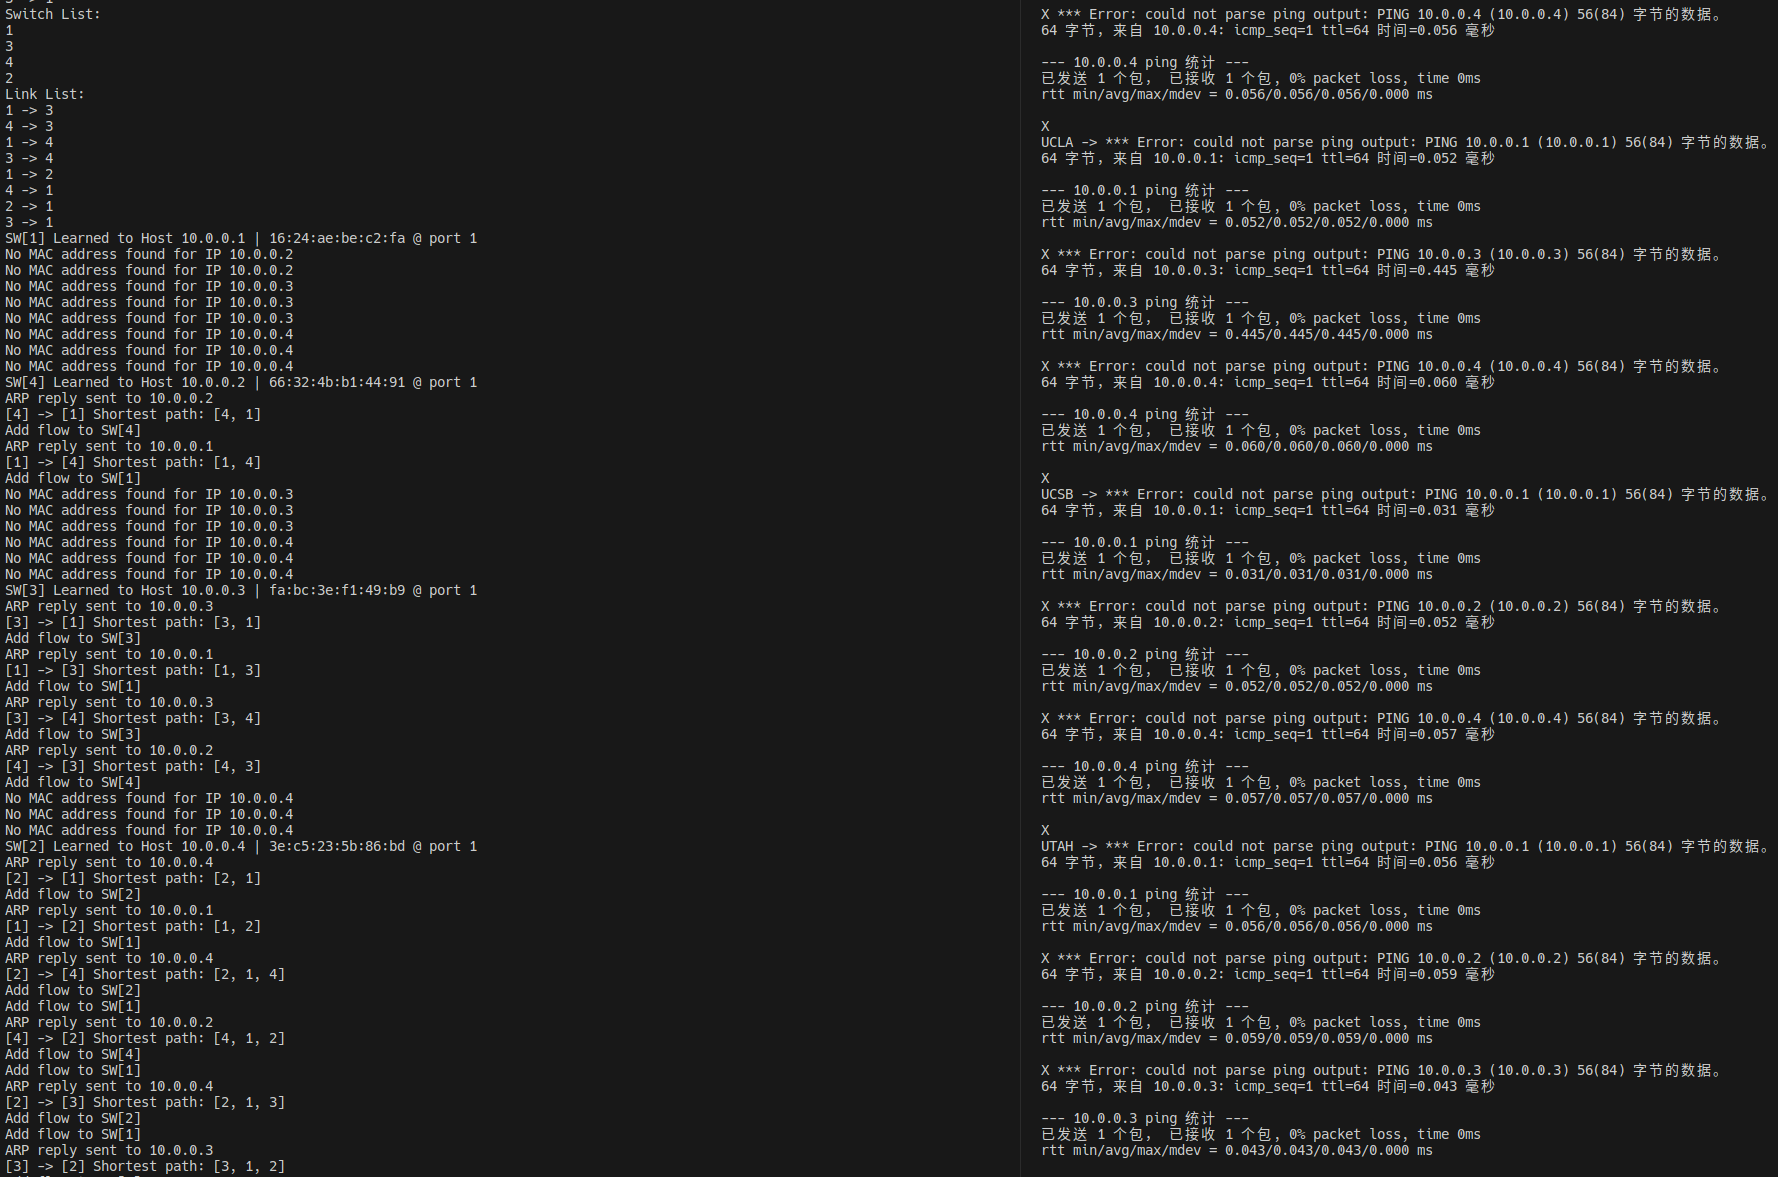 Switch List:
1
3
4
2
Link List:
1 -> 3
4 -> 3
1 -> 4
3 -> 4
1 -> 2
4 -> 1
2 -> 1
3 -> 1
SW[1] Learned to Host 10.0.0.1 | 16:24:ae:be:c2:fa @ port 1
No MAC address found for IP 10.0.0.2
No MAC address found for IP 10.0.0.2
No MAC address found for IP 10.0.0.3
No MAC address found for IP 10.0.0.3
No MAC address found for IP 10.0.0.3
No MAC address found for IP 10.0.0.4
No MAC address found for IP 10.0.0.4
No MAC address found for IP 10.0.0.4
SW[4] Learned to Host 10.0.0.2 | 66:32:4b:b1:44:91 @ port 1
ARP reply sent to 10.0.0.2
[4] -> [1] Shortest path: [4, 1]
Add flow to SW[4]
ARP reply sent to 10.0.0.1
[1] -> [4] Shortest path: [1, 4]
Add flow to SW[1]
No MAC address found for IP 10.0.0.3
No MAC address found for IP 10.0.0.3
No MAC address found for IP 10.0.0.3
No MAC address found for IP 10.0.0.4
No MAC address found for IP 10.0.0.4
No MAC address found for IP 10.0.0.4
SW[3] Learned to Host 10.0.0.3 | fa:bc:3e:f1:49:b9 @ port 1
ARP reply sent to 10.0.0.3
[3] -> [1] Shortest path: [3, 1]
Add flow to SW[3]
ARP reply sent to 10.0.0.1
[1] -> [3] Shortest path: [1, 3]
Add flow to SW[1]
ARP reply sent to 10.0.0.3
[3] -> [4] Shortest path: [3, 4]
Add flow to SW[3]
ARP reply sent to 10.0.0.2
[4] -> [3] Shortest path: [4, 3]
Add flow to SW[4]
No MAC address found for IP 10.0.0.4
No MAC address found for IP 10.0.0.4
No MAC address found for IP 10.0.0.4
SW[2] Learned to Host 10.0.0.4 | 3e:c5:23:5b:86:bd @ port 1
ARP reply sent to 10.0.0.4
[2] -> [1] Shortest path: [2, 1]
Add flow to SW[2]
ARP reply sent to 10.0.0.1
[1] -> [2] Shortest path: [1, 2]
Add flow to SW[1]
ARP reply sent to 10.0.0.4
[2] -> [4] Shortest path: [2, 1, 4]
Add flow to SW[2]
Add flow to SW[1]
ARP reply sent to 10.0.0.2
[4] -> [2] Shortest path: [4, 1, 2]
Add flow to SW[4]
Add flow to SW[1]
ARP reply sent to 10.0.0.4
[2] -> [3] Shortest path: [2, 1, 3]
Add flow to SW[2]
Add flow to SW[1]
ARP reply sent to 10.0.0.3
[3] -> [2] Shortest path: [3, 1, 2]
X *** Error: could not parse ping output: PING 10.0.0.4 (10.0.0.4) 56(84) 字节的数据。
64 字节，来自 10.0.0.4: icmp_seq=1 ttl=64 时间=0.056 毫秒
--- 10.0.0.4 ping 统计 ---
已发送 1 个包， 已接收 1 个包, 0% packet loss, time 0ms
rtt min/avg/max/mdev = 0.056/0.056/0.056/0.000 ms
X
UCLA -> *** Error: could not parse ping output: PING 10.0.0.1 (10.0.0.1) 56(84) 字节的数据。
64 字节，来自 10.0.0.1: icmp_seq=1 ttl=64 时间=0.052 毫秒
--- 10.0.0.1 ping 统计 ---
已发送 1 个包， 已接收 1 个包, 0% packet loss, time 0ms
rtt min/avg/max/mdev = 0.052/0.052/0.052/0.000 ms
X *** Error: could not parse ping output: PING 10.0.0.3 (10.0.0.3) 56(84) 字节的数据。
64 字节，来自 10.0.0.3: icmp_seq=1 ttl=64 时间=0.445 毫秒
--- 10.0.0.3 ping 统计 ---
已发送 1 个包， 已接收 1 个包, 0% packet loss, time 0ms
rtt min/avg/max/mdev = 0.445/0.445/0.445/0.000 ms
X *** Error: could not parse ping output: PING 10.0.0.4 (10.0.0.4) 56(84) 字节的数据。
64 字节，来自 10.0.0.4: icmp_seq=1 ttl=64 时间=0.060 毫秒
--- 10.0.0.4 ping 统计 ---
已发送 1 个包， 已接收 1 个包, 0% packet loss, time 0ms
rtt min/avg/max/mdev = 0.060/0.060/0.060/0.000 ms
X
UCSB -> *** Error: could not parse ping output: PING 10.0.0.1 (10.0.0.1) 56(84) 字节的数据。
64 字节，来自 10.0.0.1: icmp_seq=1 ttl=64 时间=0.031 毫秒
--- 10.0.0.1 ping 统计 ---
已发送 1 个包， 已接收 1 个包, 0% packet loss, time 0ms
rtt min/avg/max/mdev = 0.031/0.031/0.031/0.000 ms
X *** Error: could not parse ping output: PING 10.0.0.2 (10.0.0.2) 56(84) 字节的数据。
64 字节，来自 10.0.0.2: icmp_seq=1 ttl=64 时间=0.052 毫秒
--- 10.0.0.2 ping 统计 ---
已发送 1 个包， 已接收 1 个包, 0% packet loss, time 0ms
rtt min/avg/max/mdev = 0.052/0.052/0.052/0.000 ms
X *** Error: could not parse ping output: PING 10.0.0.4 (10.0.0.4) 56(84) 字节的数据。
64 字节，来自 10.0.0.4: icmp_seq=1 ttl=64 时间=0.057 毫秒
--- 10.0.0.4 ping 统计 ---
已发送 1 个包， 已接收 1 个包, 0% packet loss, time 0ms
rtt min/avg/max/mdev = 0.057/0.057/0.057/0.000 ms
X
UTAH -> *** Error: could not parse ping output: PING 10.0.0.1 (10.0.0.1) 56(84) 字节的数据。
64 字节，来自 10.0.0.1: icmp_seq=1 ttl=64 时间=0.056 毫秒
--- 10.0.0.1 ping 统计 ---
已发送 1 个包， 已接收 1 个包, 0% packet loss, time 0ms
rtt min/avg/max/mdev = 0.056/0.056/0.056/0.000 ms
X *** Error: could not parse ping output: PING 10.0.0.2 (10.0.0.2) 56(84) 字节的数据。
64 字节，来自 10.0.0.2: icmp_seq=1 ttl=64 时间=0.059 毫秒
--- 10.0.0.2 ping 统计 ---
已发送 1 个包， 已接收 1 个包, 0% packet loss, time 0ms
rtt min/avg/max/mdev = 0.059/0.059/0.059/0.000 ms
X *** Error: could not parse ping output: PING 10.0.0.3 (10.0.0.3) 56(84) 字节的数据。
64 字节，来自 10.0.0.3: icmp_seq=1 ttl=64 时间=0.043 毫秒
--- 10.0.0.3 ping 统计 ---
已发送 1 个包， 已接收 1 个包, 0% packet loss, time 0ms
rtt min/avg/max/mdev = 0.043/0.043/0.043/0.000 ms